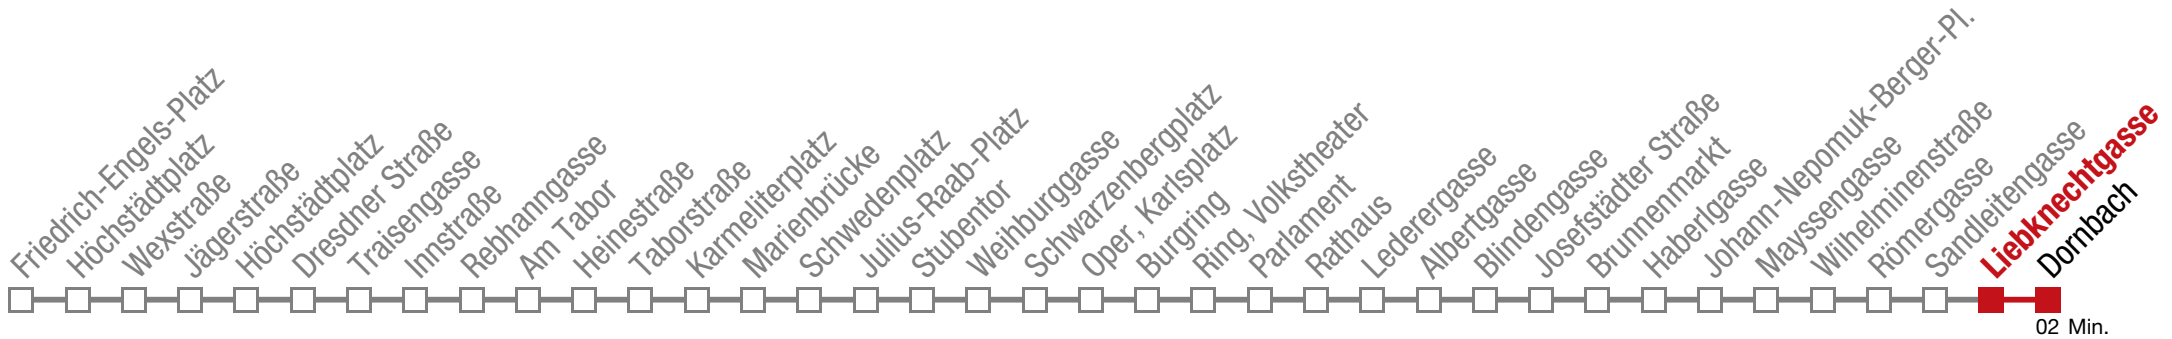 Friedrich-Engels-Platz
Höchstädtplatz
Wexstraße
Jägerstraße
Höchstädtplatz
Dresdner Straße
Traisengasse
Innstraße
Rebhanngasse
Am Tabor
Heinestraße
Taborstraße
Karmeliterplatz
Marienbrücke
Schwedenplatz
Julius-Raab-Platz
Stubentor
Weihburggasse
Schwarzenbergplatz
Oper, Karlsplatz
Burgring
Ring, Volkstheater
Parlament
Rathaus
Lederergasse
Albertgasse
Blindengasse
Josefstädter Straße
Brunnenmarkt
Haberlgasse
Johann-Nepomuk-Berger-Pl.
Mayssengasse
Wilhelminenstraße
Römergasse
Sandleitengasse
Liebknechtgasse
Dornbach
02 Min.